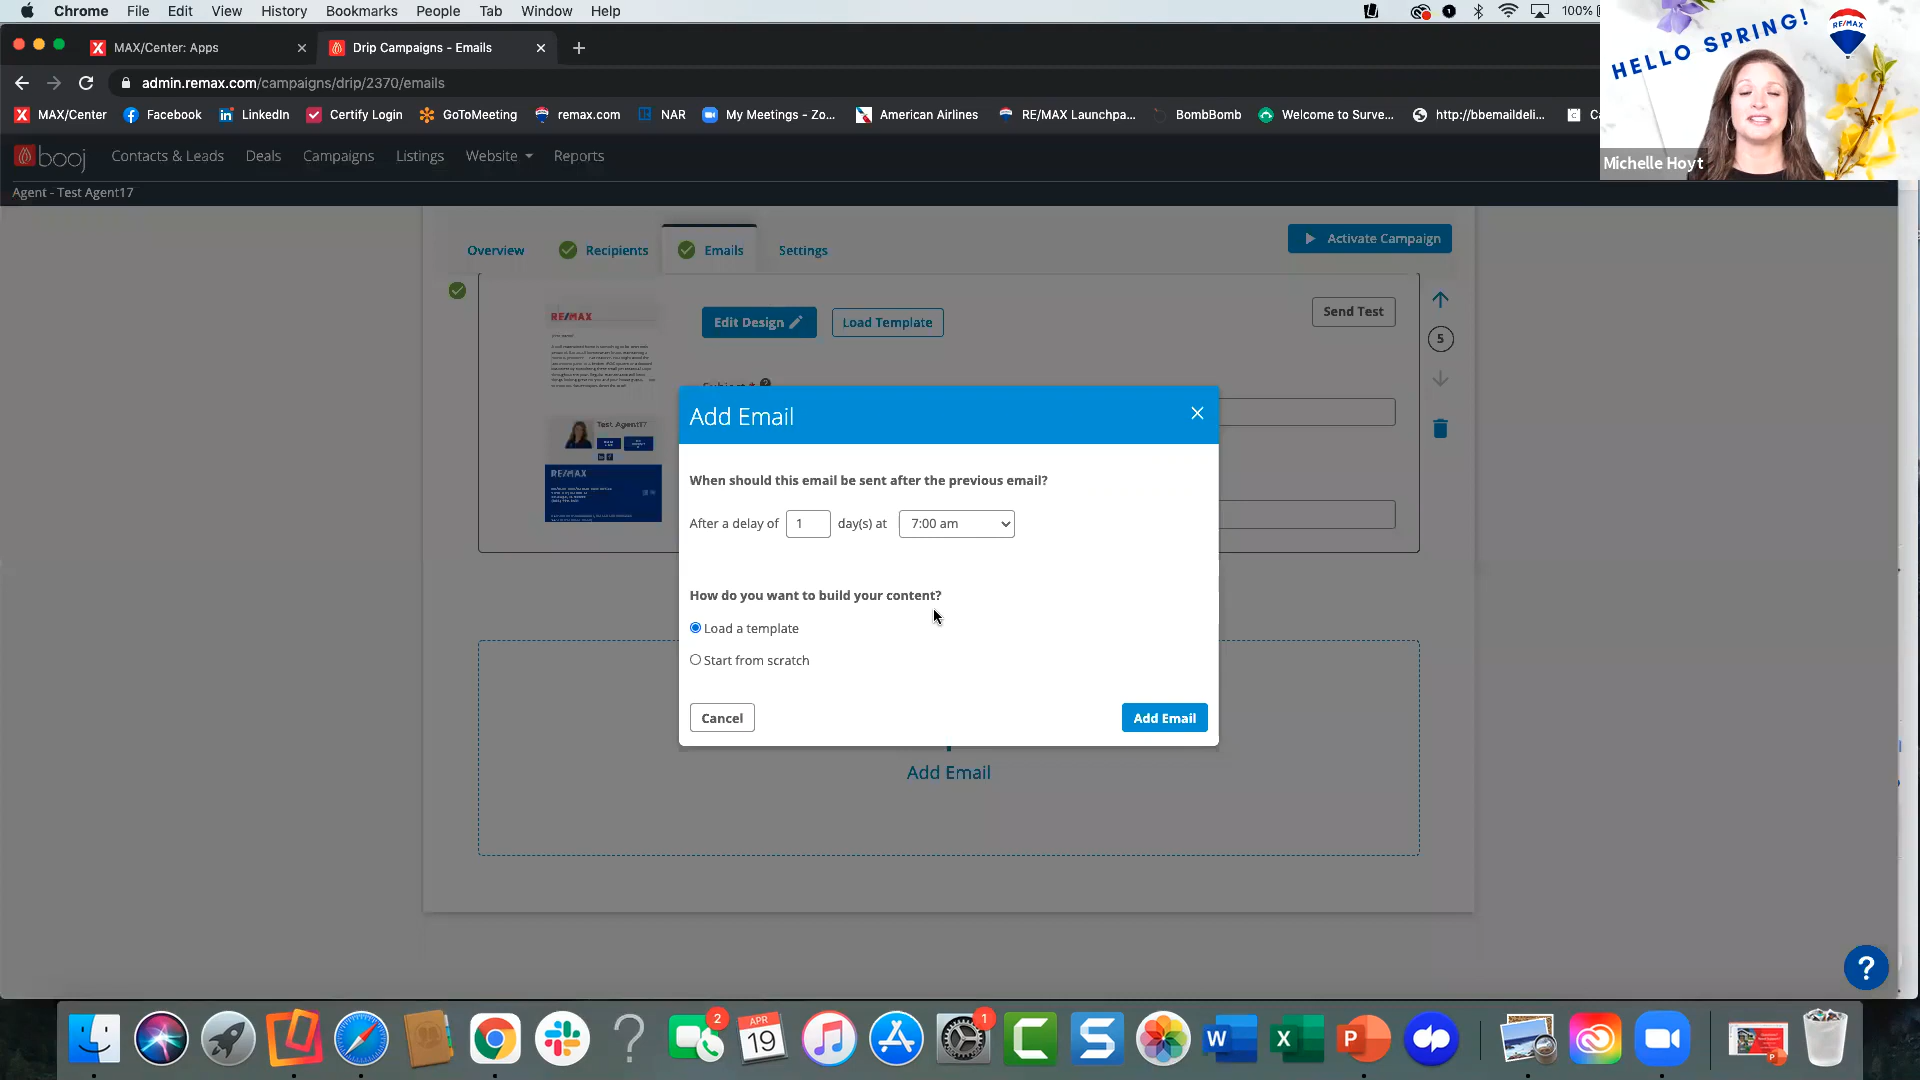 Chrome File Edit View History Bookmarks People Tab Window Help 100%
MAX/Center: Apps Drip Campaigns - Emails
admin.remax.com/campaigns/drip/2370/emails
MAX/Center Facebook LinkedIn Certify Login GoToMeeting remax.com NAR My Meetings - Zo... American Airlines RE/MAX Launchpa... BombBomb Welcome to Surve... http://bbemaildeli...
HELLO SPRING!
RE/MAX
Michelle Hoyt
booj Contacts & Leads Deals Campaigns Listings Website Reports
Agent - Test Agent17
Overview Recipients Emails Settings Activate Campaign
RE/MAX
Edit Design Load Template Send Test
5
Test Agent17
RE/MAX
Add Email
When should this email be sent after the previous email?
After a delay of 1 day(s) at 7:00 am
How do you want to build your content?
Load a template
Start from scratch
Cancel Add Email
Add Email
?
2
APR
19
1
C
S
W
X
P